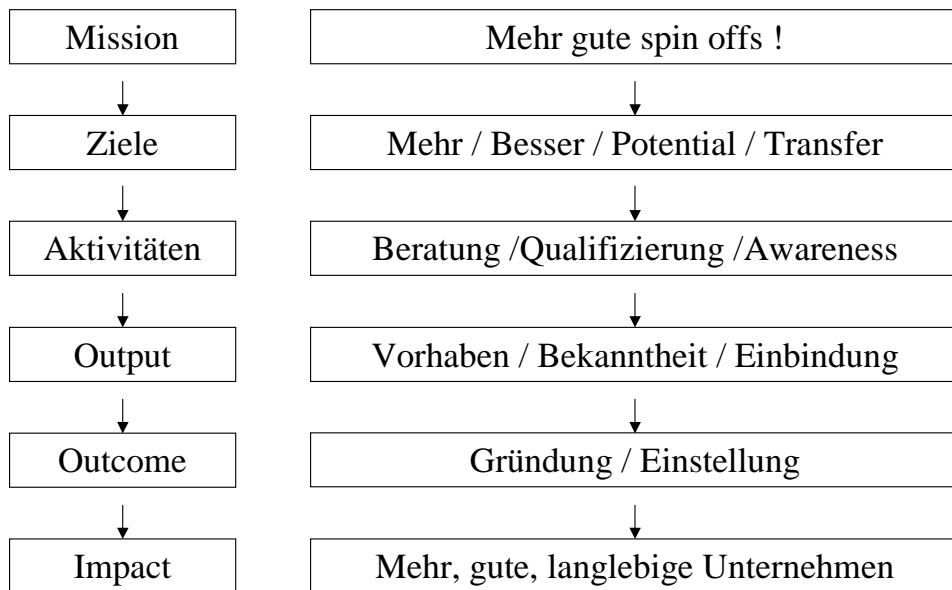 Mission Mehr gute spin offs !
Ziele Mehr / Besser / Potential / Transfer
Aktivitäten Beratung /Qualifizierung /Awareness
Output Vorhaben / Bekanntheit / Einbindung
Outcome Gründung / Einstellung
Impact Mehr, gute, langlebige Unternehmen